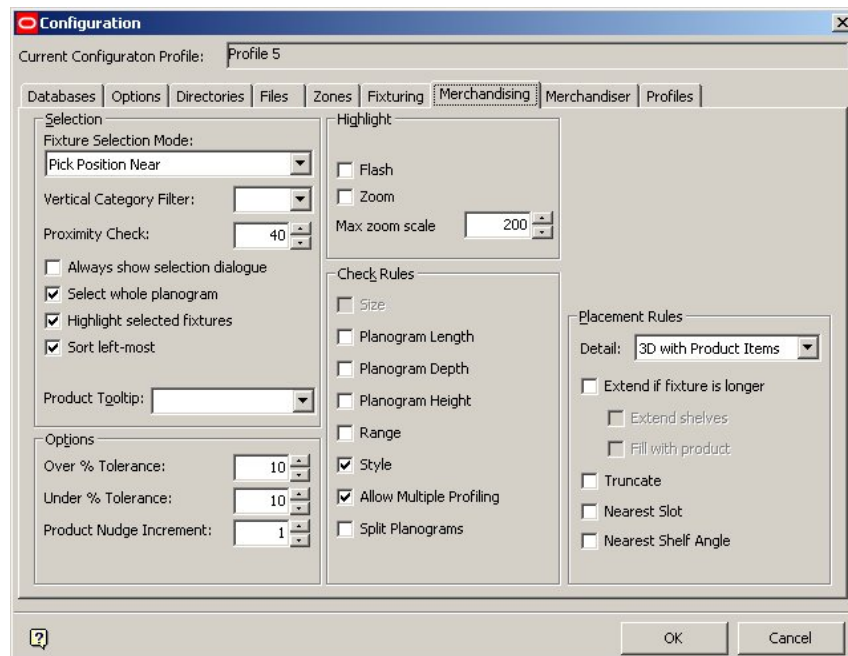 Configuration
Current Configuraton Profile: Profile 5
Databases Options Directories Files Zones Fixturing Merchandising Merchandiser Profiles
Selection
Fixture Selection Mode:
Pick Position Near
Vertical Category Filter:
Proximity Check: 40
Always show selection dialogue
Select whole planogram
Highlight selected fixtures
Sort left-most
Product Tooltip:
Options
Over % Tolerance: 10
Under % Tolerance: 10
Product Nudge Increment: 1
Highlight
Flash
Zoom
Max zoom scale 200
Check Rules
Size
Planogram Length
Planogram Depth
Planogram Height
Range
Style
Allow Multiple Profiling
Split Planograms
Placement Rules
Detail: 3D with Product Items
Extend if fixture is longer
Extend shelves
Fill with product
Truncate
Nearest Slot
Nearest Shelf Angle
OK Cancel